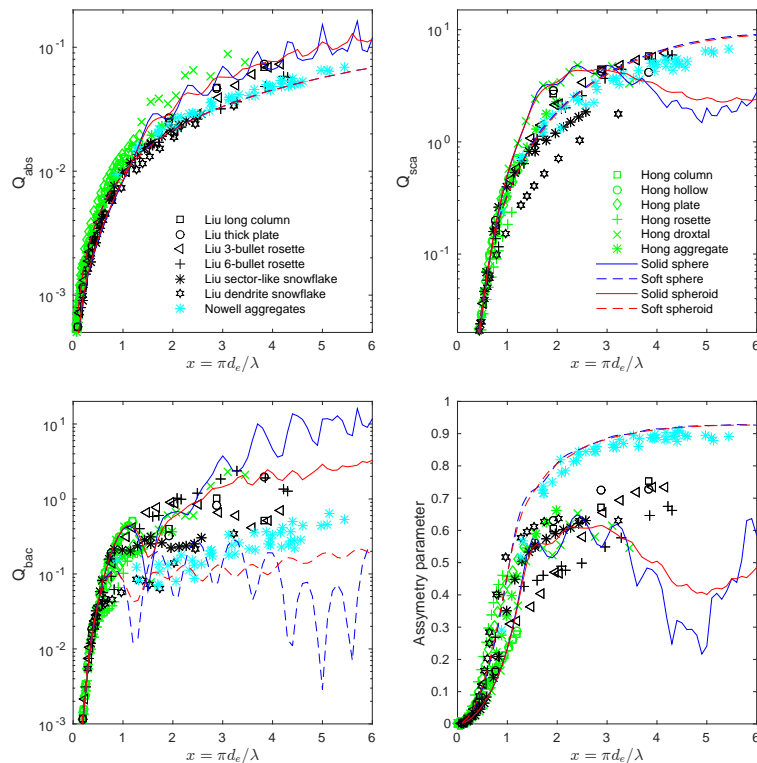 10^-1
10^-2
10^-3
Q_abs
0 1 2 3 4 5 6
x = πd_e/λ
Liu long column
Liu thick plate
Liu 3-bullet rosette
Liu 6-bullet rosette
Liu sector-like snowflake
Liu dendrite snowflake
Nowell aggregates
10^1
10^0
10^-1
Q_sca
0 1 2 3 4 5 6
x = πd_e/λ
Hong column
Hong hollow
Hong plate
Hong rosette
Hong droxtal
Hong aggregate
Solid sphere
Soft sphere
Solid spheroid
Soft spheroid
10^1
10^0
10^-1
10^-2
10^-3
Q_bac
0 1 2 3 4 5 6
x = πd_e/λ
1
0.9
0.8
0.7
0.6
0.5
0.4
0.3
0.2
0.1
0
Assymetry parameter
0 1 2 3 4 5 6
x = πd_e/λ